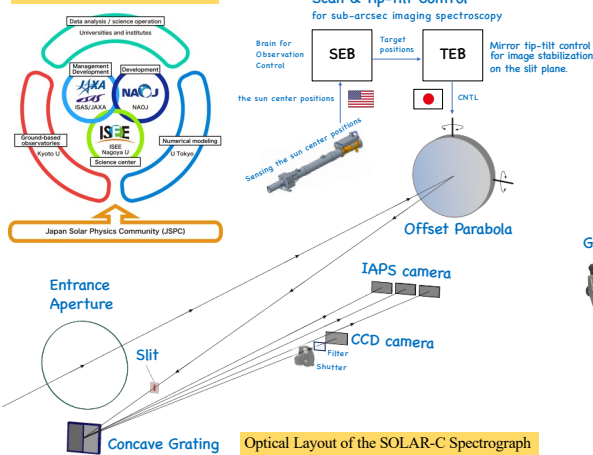 Scan & tip-tilt Control
for sub-arcsec imaging spectroscopy
Data analysis / science operation
Universities and institutes
Management
Development
JAXA
ISAS/JAXA
Development
NAOJ
NAOJ
ISEE
ISEE
Nagoya U
Science center
Ground-based
observatories
Kyoto U
Numerical modeling
U Tokyo
Japan Solar Physics Community (JSPC)
Brain for
Observation
Control
SEB
Target
positions
TEB
Mirror tip-tilt control
for image stabilization
on the slit plane.
the sun center positions
CNTL
Sensing the sun center positions
Offset Parabola
G
Entrance
Aperture
IAPS camera
Slit
CCD camera
Filter
Shutter
Concave Grating
Optical Layout of the SOLAR-C Spectrograph